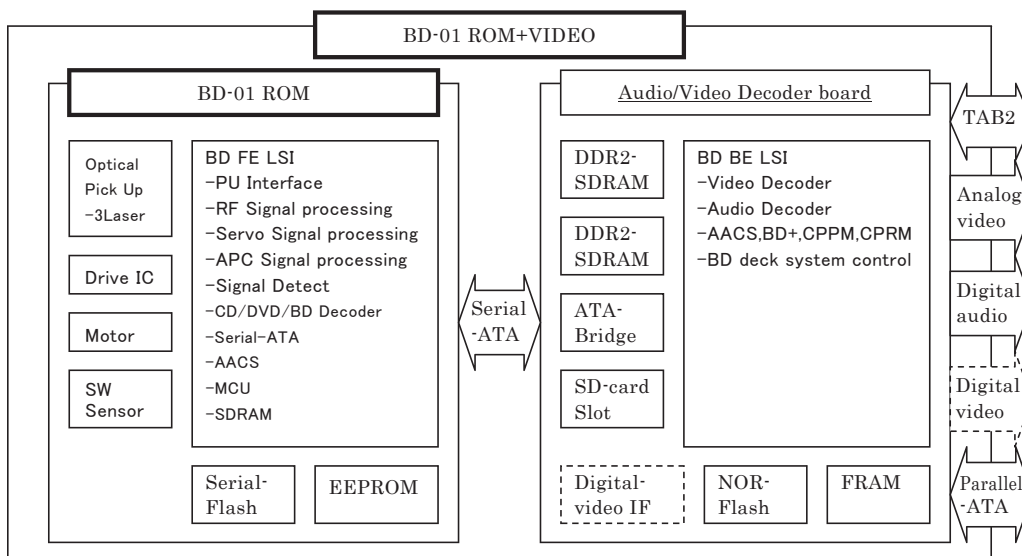 BD-01 ROM+VIDEO
BD-01 ROM
Optical
Pick Up
-3Laser
Drive IC
Motor
SW
Sensor
BD FE LSI
-PU Interface
-RF Signal processing
-Servo Signal processing
-APC Signal processing
-Signal Detect
-CD/DVD/BD Decoder
-Serial-ATA
-AACS
-MCU
-SDRAM
Serial-
Flash
EEPROM
Serial
-ATA
Audio/Video Decoder board
DDR2-
SDRAM
DDR2-
SDRAM
ATA-
Bridge
SD-card
Slot
BD BE LSI
-Video Decoder
-Audio Decoder
-AACS,BD+,CPPM,CPRM
-BD deck system control
Digital-
video IF
NOR-
Flash
FRAM
TAB2
Analog
video
Digital
audio
Digital
video
Parallel
-ATA